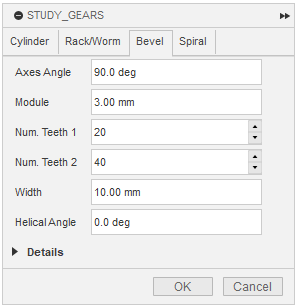 STUDY_GEARS
Cylinder Rack/Worm Bevel Spiral
Axes Angle 90.0 deg
Module 3.00 mm
Num. Teeth 1 20
Num. Teeth 2 40
Width 10.00 mm
Helical Angle 0.0 deg
Details
OK Cancel